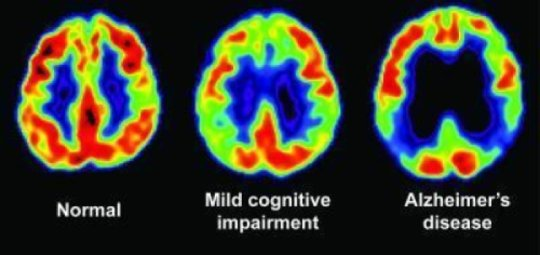 Normal
Mild cognitive
impairment
Alzheimer's
disease